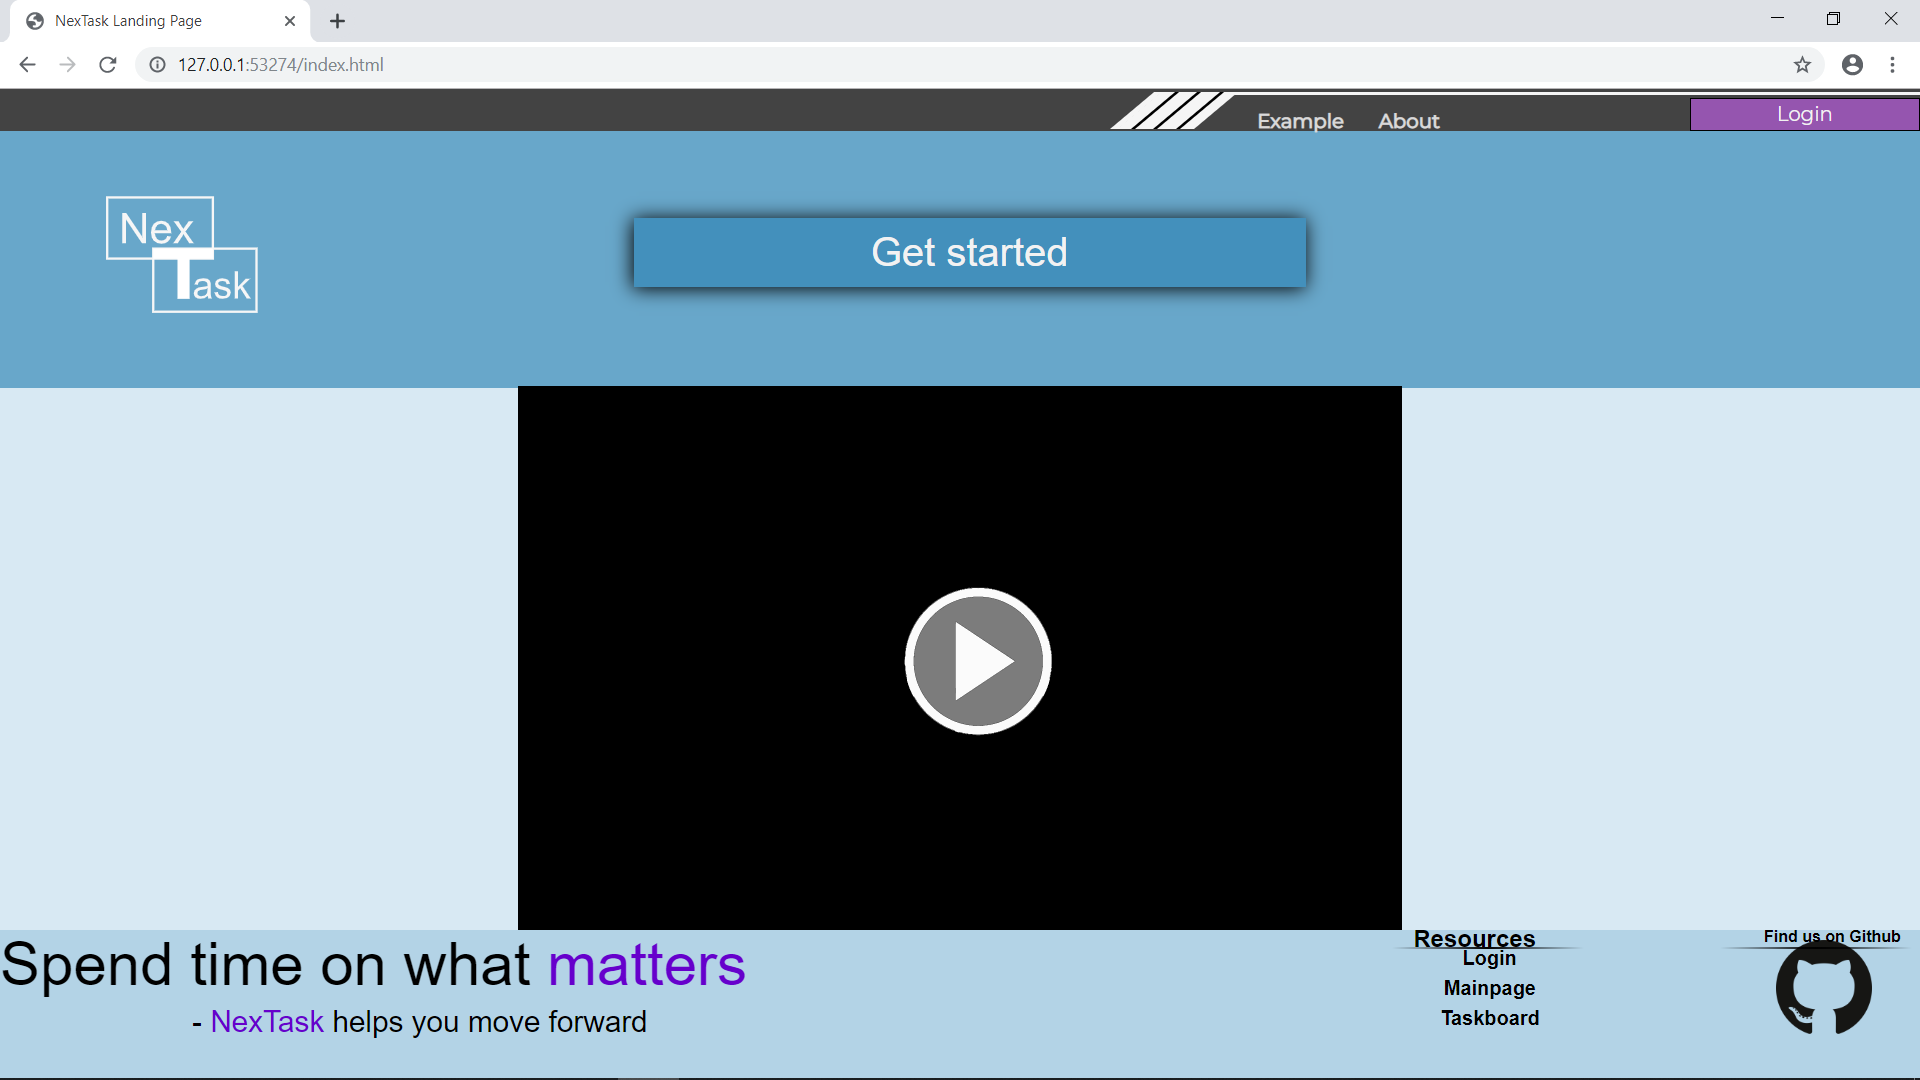 NexTask Landing Page
127.0.0.1:53274/index.html
Example About Login
Nex
Task
Get started
Spend time on what matters
- NexTask helps you move forward
Resources
Login
Mainpage
Taskboard
Find us on Github